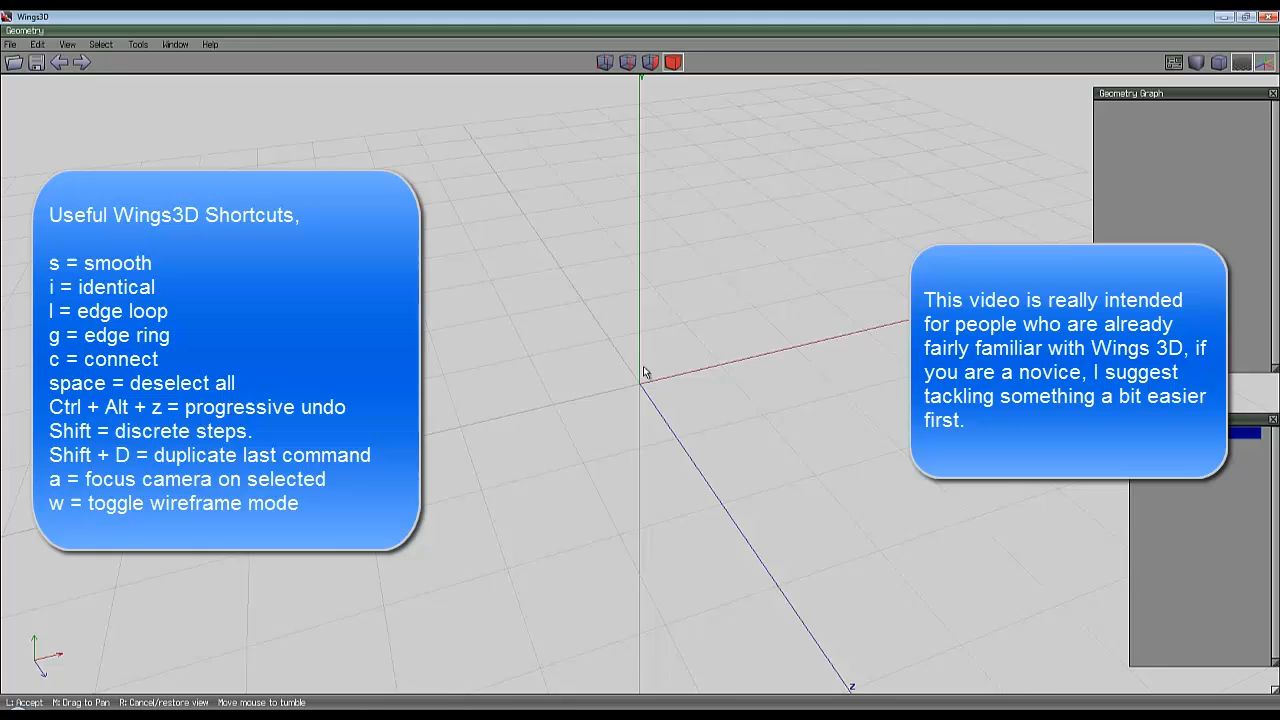 Wings3D
Geometry
File Edit View Select Tools Window Help
Geometry Graph
Useful Wings3D Shortcuts,
s = smooth
i = identical
l = edge loop
g = edge ring
c = connect
space = deselect all
Ctrl + Alt + z = progressive undo
Shift = discrete steps.
Shift + D = duplicate last command
a = focus camera on selected
w = toggle wireframe mode
This video is really intended
for people who are already
fairly familiar with Wings 3D, if
you are a novice, I suggest
tackling something a bit easier
first.
Y
Z
L: Accept M: Drag to Pan R: Cancel/restore view Move mouse to tumble